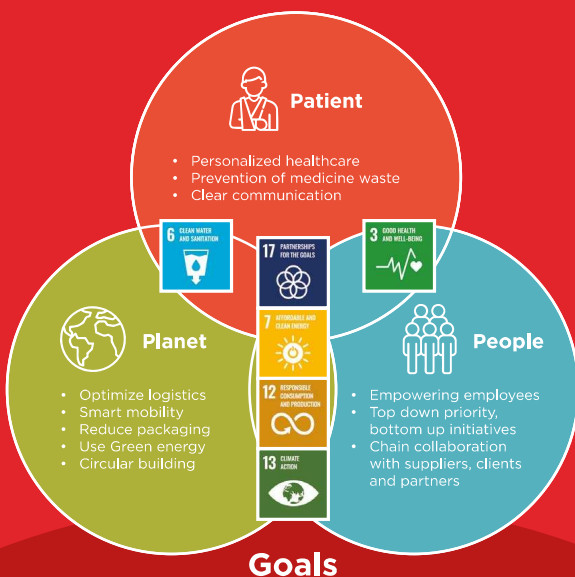 Patient
• Personalized healthcare
• Prevention of medicine waste
• Clear communication
6 CLEAN WATER
AND SANITATION
17 PARTNERSHIPS
FOR THE GOALS
3 GOOD HEALTH
AND WELL-BEING
7 AFFORDABLE AND
CLEAN ENERGY
12 RESPONSIBLE
CONSUMPTION
AND PRODUCTION
13 CLIMATE
ACTION
Planet
• Optimize logistics
• Smart mobility
• Reduce packaging
• Use Green energy
• Circular building
People
• Empowering employees
• Top down priority,
bottom up initiatives
• Chain collaboration
with suppliers, clients
and partners
Goals